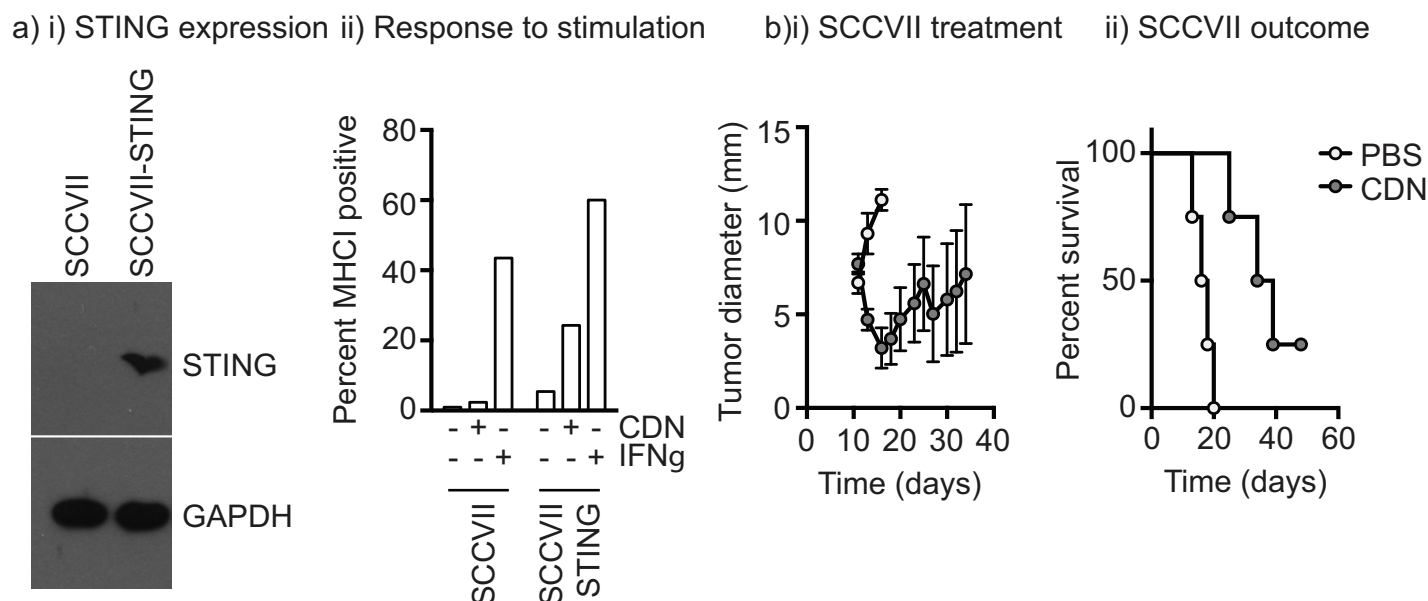 a) i) STING expression ii) Response to stimulation b)i) SCCVII treatment ii) SCCVII outcome
SCCVII
SCCVII-STING
STING
GAPDH
Percent MHCI positive
80
60
40
20
0
- + - - + - CDN
- - + - - + IFNg
SCCVII
SCCVII
STING
Tumor diameter (mm)
15
10
5
0
0 10 20 30 40
Time (days)
Percent survival
100
50
0
0 20 40 60
Time (days)
PBS
CDN